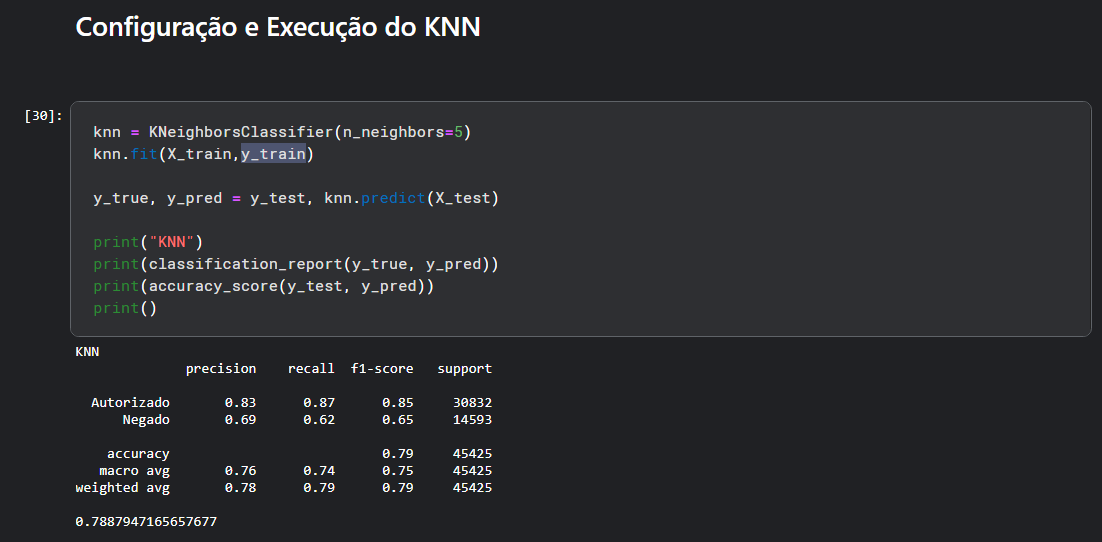 Configuração e Execução do KNN
[30]:
knn = KNeighborsClassifier(n_neighbors=5)
knn.fit(X_train,y_train)
y_true, y_pred = y_test, knn.predict(X_test)
print("KNN")
print(classification_report(y_true, y_pred))
print(accuracy_score(y_test, y_pred))
print()
KNN
precision recall f1-score support
Autorizado 0.83 0.87 0.85 30832
Negado 0.69 0.62 0.65 14593
accuracy 0.79 45425
macro avg 0.76 0.74 0.75 45425
weighted avg 0.78 0.79 0.79 45425
0.7887947165657677